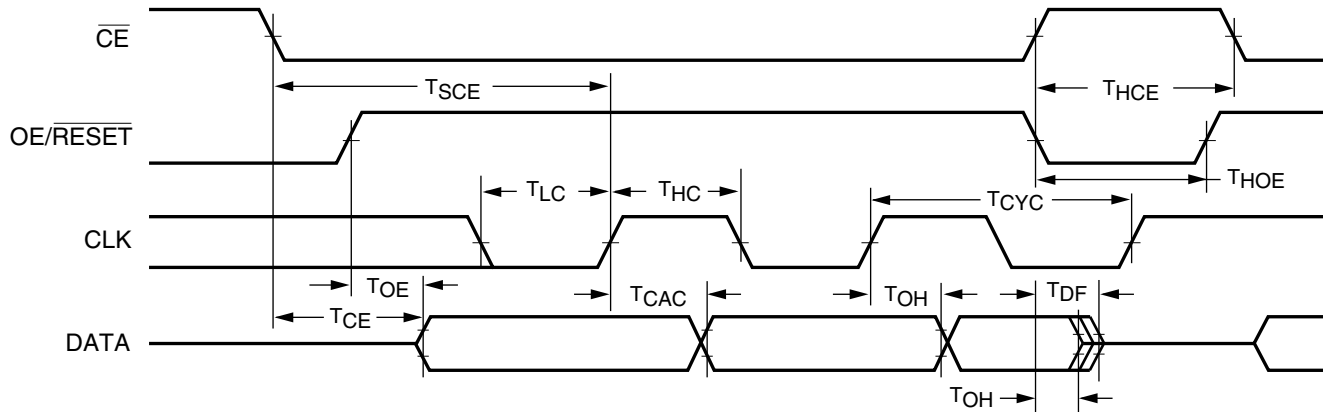 CE
TSCE
THCE
OE/RESET
TLC
THC
TCYC
THOE
CLK
TOE
TCAC
TOH
TDF
TCE
DATA
TOH